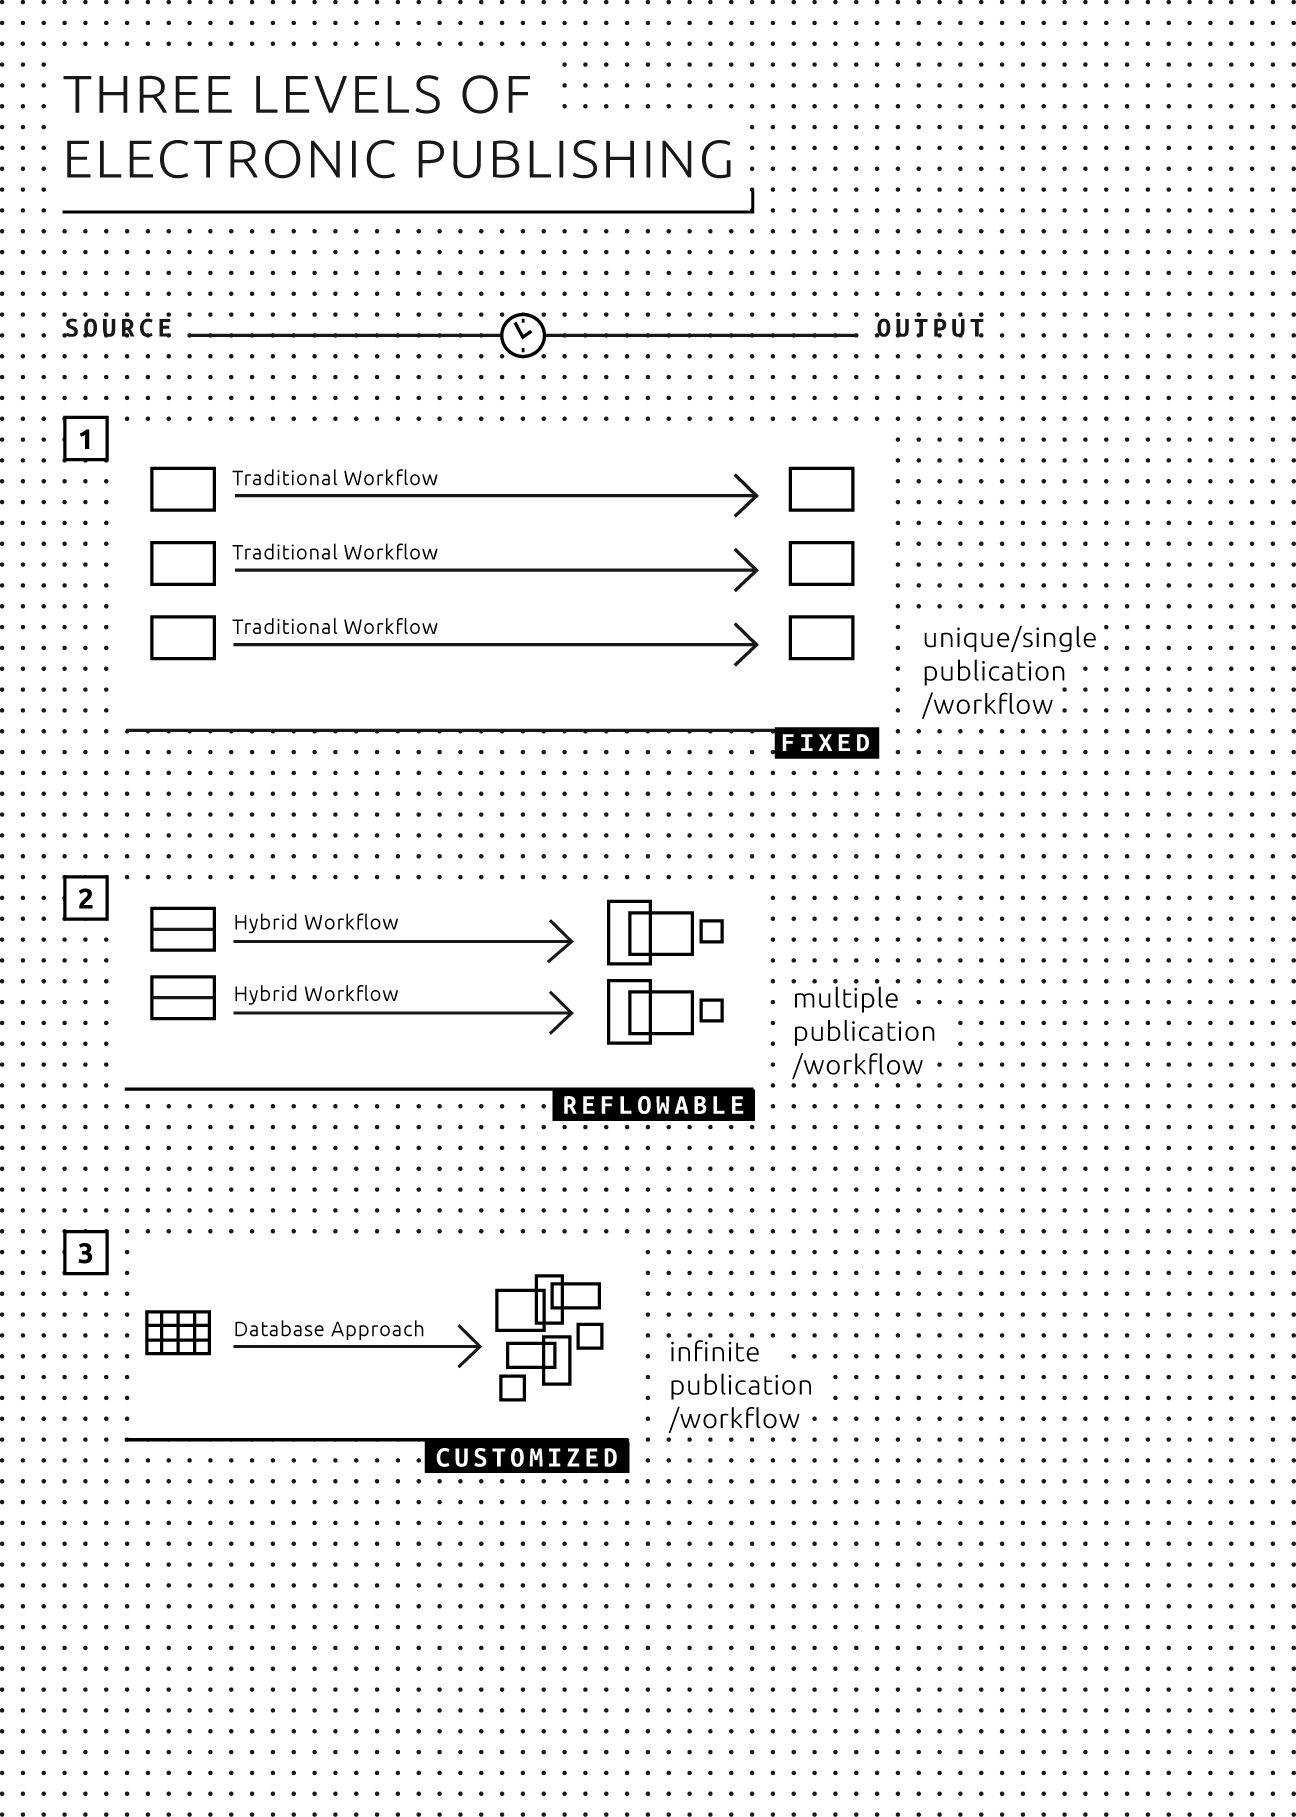 THREE LEVELS OF
ELECTRONIC PUBLISHING
SOURCE
OUTPUT
1
Traditional Workflow
Traditional Workflow
Traditional Workflow
unique/single
publication
/workflow
FIXED
2
Hybrid Workflow
Hybrid Workflow
multiple
publication
/workflow
REFLOWABLE
3
Database Approach
infinite
publication
/workflow
CUSTOMIZED